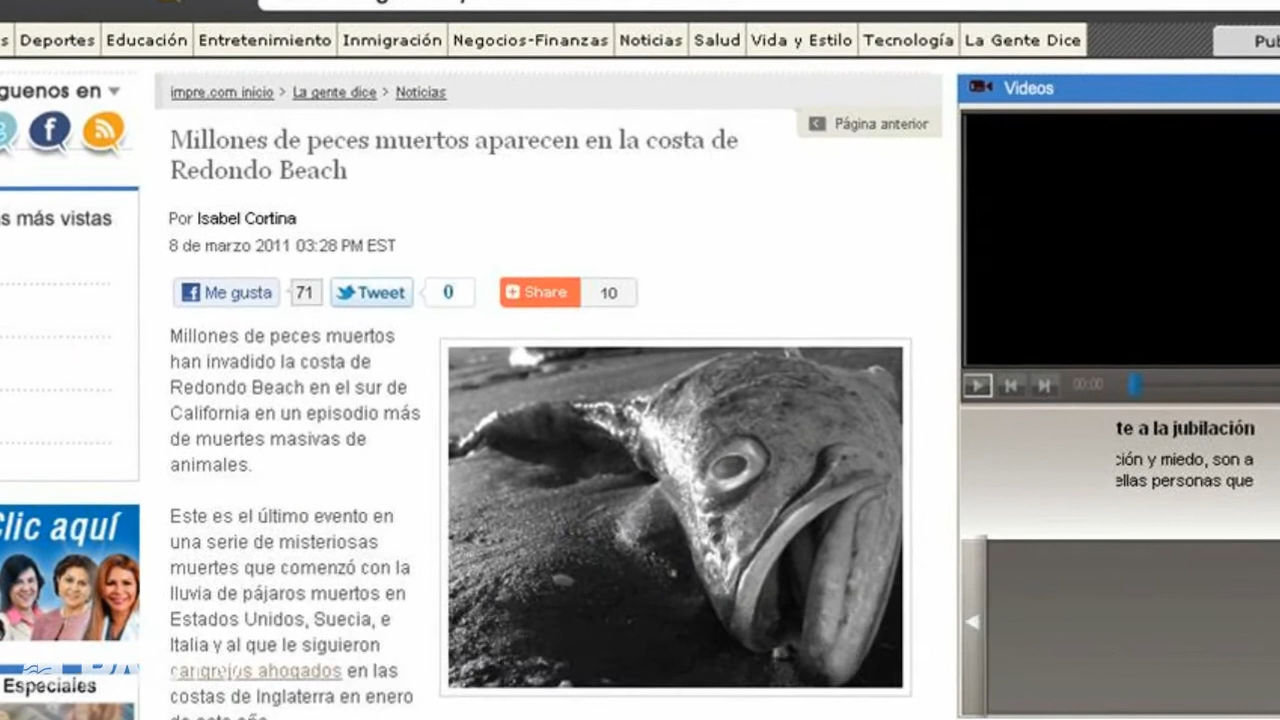 s Deportes Educación Entretenimiento Inmigración Negocios-Finanzas Noticias Salud Vida y Estilo Tecnología La Gente Dice
Pub
guenos en
impre.com inicio > La gente dice > Noticias
Página anterior
Videos
Millones de peces muertos aparecen en la costa de
Redondo Beach
s más vistas
Por Isabel Cortina
8 de marzo 2011 03:28 PM EST
f Me gusta 71 Tweet 0 Share 10
Millones de peces muertos
han invadido la costa de
Redondo Beach en el sur de
California en un episodio más
de muertes masivas de
animales.
00:00
te a la jubilación
ción y miedo, son a
ellas personas que
Clic aquí
Este es el último evento en
una serie de misteriosas
muertes que comenzó con la
lluvia de pájaros muertos en
Estados Unidos, Suecia, e
Italia y al que le siguieron
cangrejos ahogados en las
costas de Inglaterra en enero
de este año
Especiales